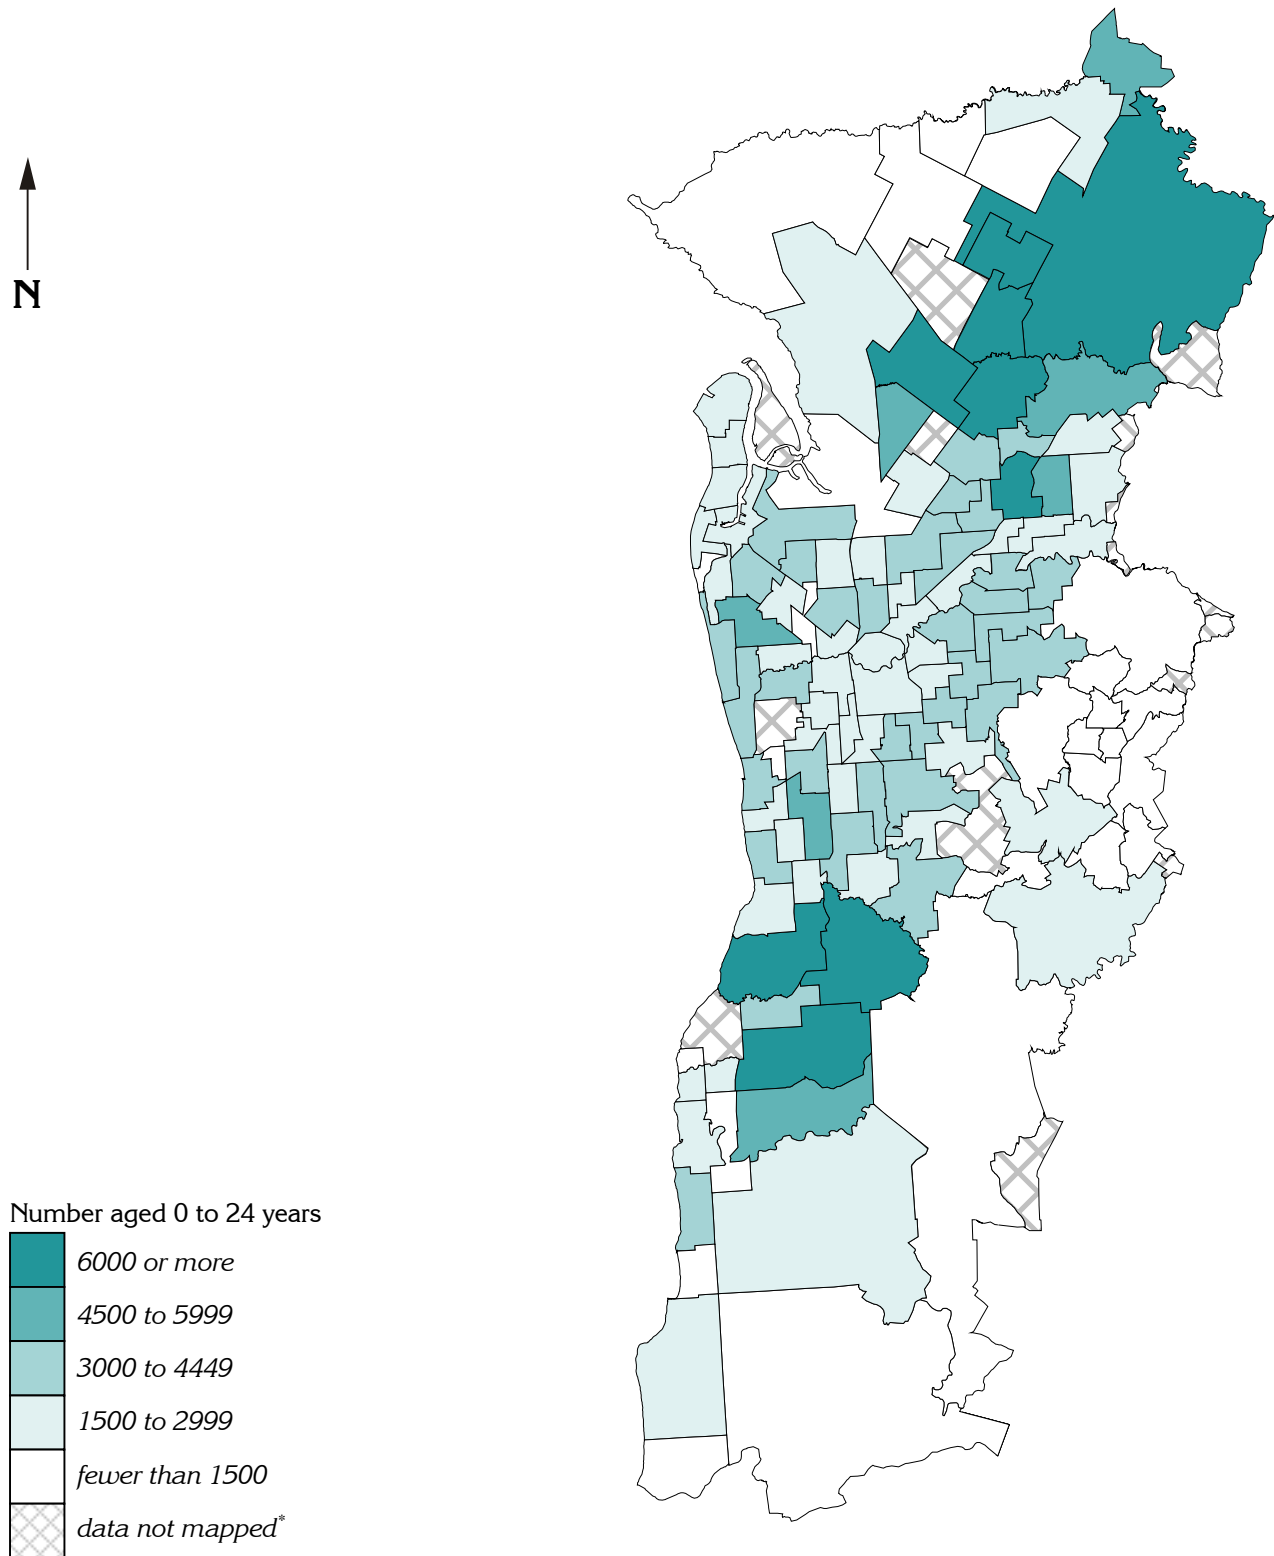 N
Number aged 0 to 24 years
6000 or more
4500 to 5999
3000 to 4449
1500 to 2999
fewer than 1500
data not mapped*